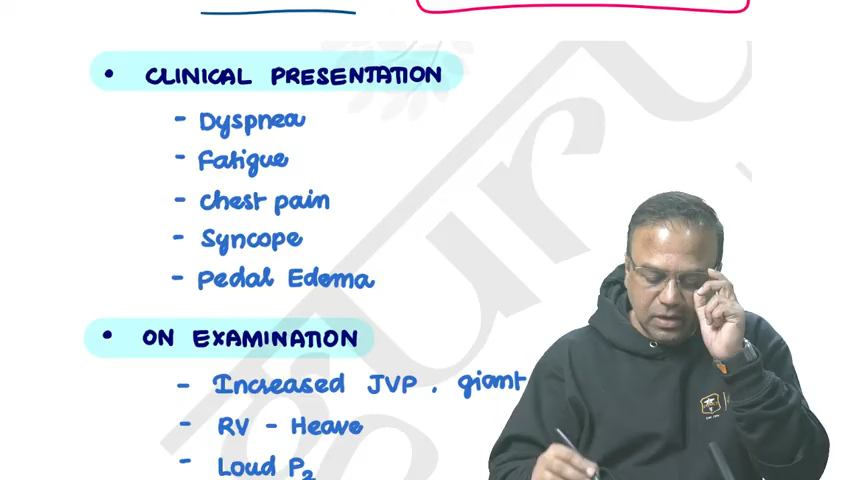 • CLINICAL PRESENTATION
- Dyspnea
- Fatigue
- Chest pain
- Syncope
- Pedal Edema
• ON EXAMINATION
- Increased JVP, giant
- RV - Heave
- Loud P2